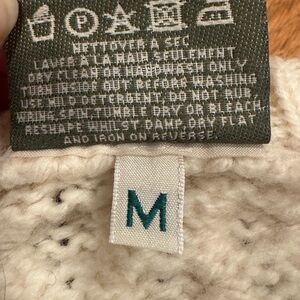 P
NETTOYER A SEC
LAVER A LA MAIN SEULEMENT
DRY CLEAN OR HANDWASH ONLY
TURN INSIDE OUT BEFORE WASHING
USE MILD DETERGENT, DO NOT RUB
WRING, SPIN, TUMBLE DRY OR BLEACH
RESHAPE WHILST DAMP, DRY FLAT
AND IRON ON REVERSE.
M